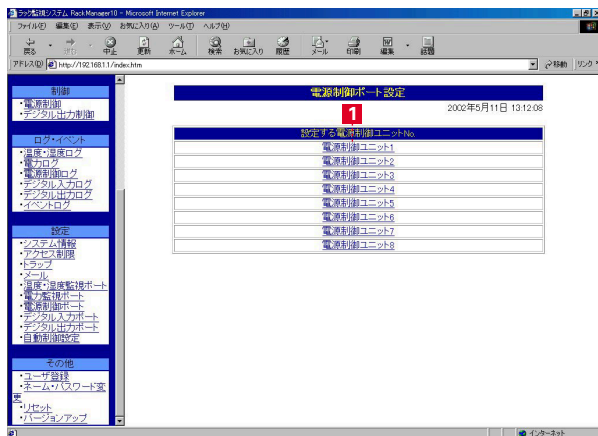 ラック監視システム RackManager10 - Microsoft Internet Explorer
ファイル(F) 編集(E) 表示(V) お気に入り(A) ツール(T) ヘルプ(H)
戻る 中止 更新 ホーム 検索 お気に入り 履歴 メール 印刷 編集 話題
アドレス(D) http://192.168.1.1/index.htm 移動 リンク
制御
・電源制御
・デジタル出力制御
ログ・イベント
・温度・湿度ログ
・電力ログ
・電源制御ログ
・デジタル入力ログ
・デジタル出力ログ
・イベントログ
設定
・システム情報
・アクセス制限
・トラップ
・メール
・温度・湿度監視ポート
・電力監視ポート
・電源制御ポート
・デジタル入力ポート
・デジタル出力ポート
・自動制御設定
その他
・ユーザ登録
・ネーム・パスワード変
更
・リセット
・バージョンアップ
電源制御ポート設定
2002年5月11日 13:12:08
1
設定する電源制御ユニットNo.
電源制御ユニット1
電源制御ユニット2
電源制御ユニット3
電源制御ユニット4
電源制御ユニット5
電源制御ユニット6
電源制御ユニット7
電源制御ユニット8
インターネット